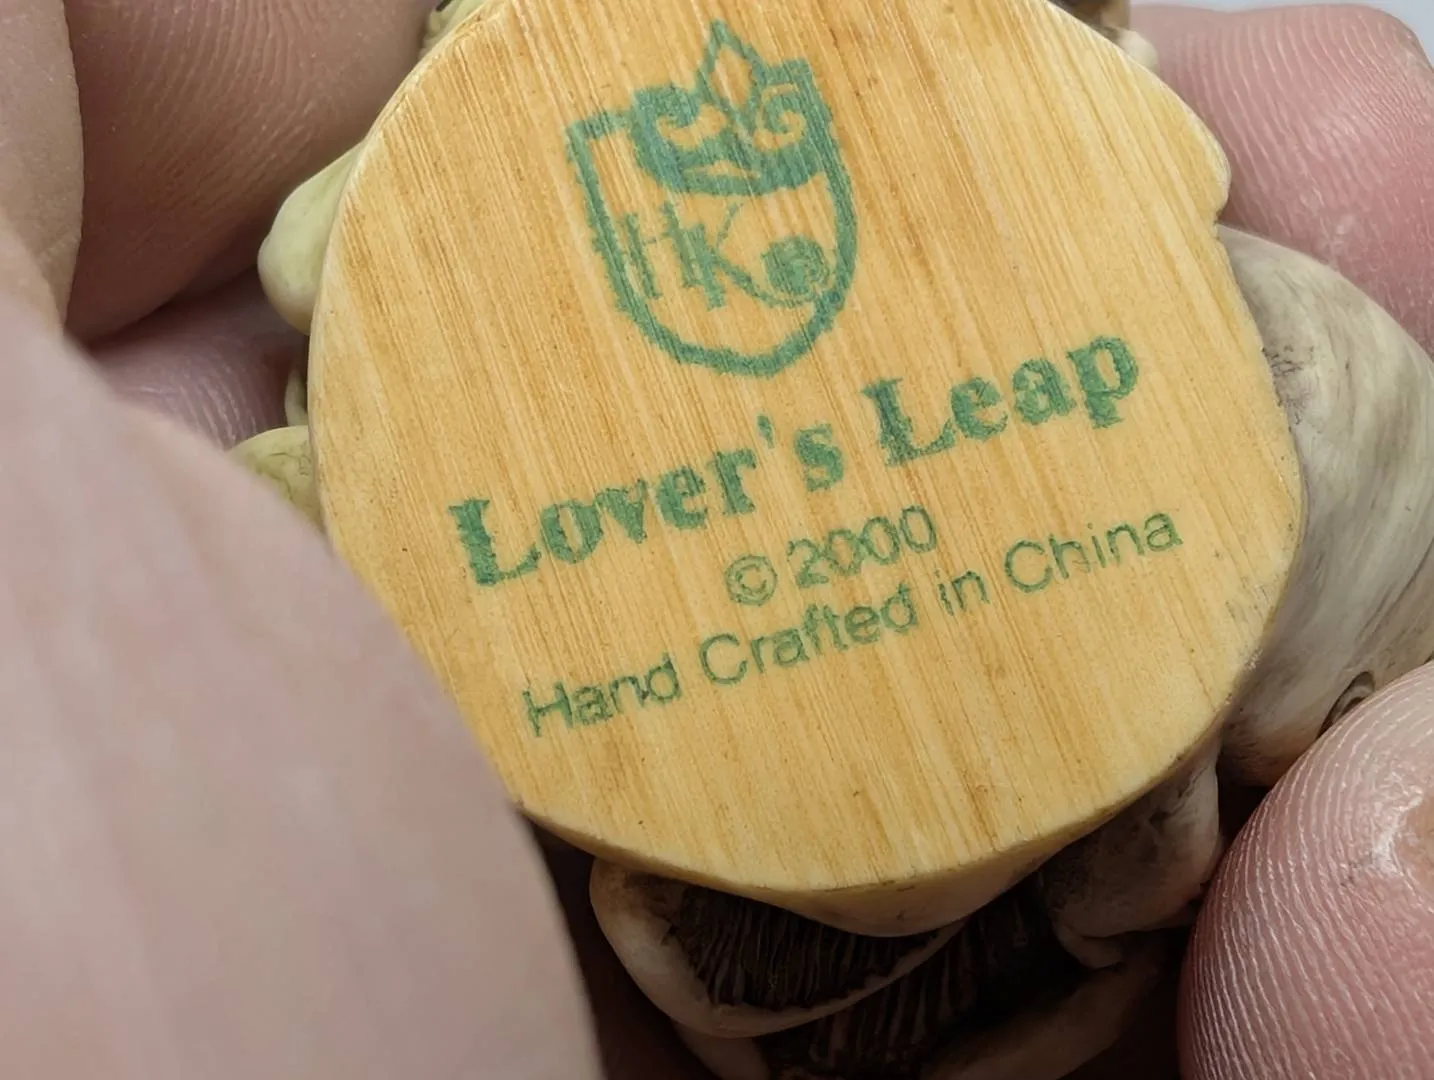 HK
Lover's Leap
© 2000
Hand Crafted in China